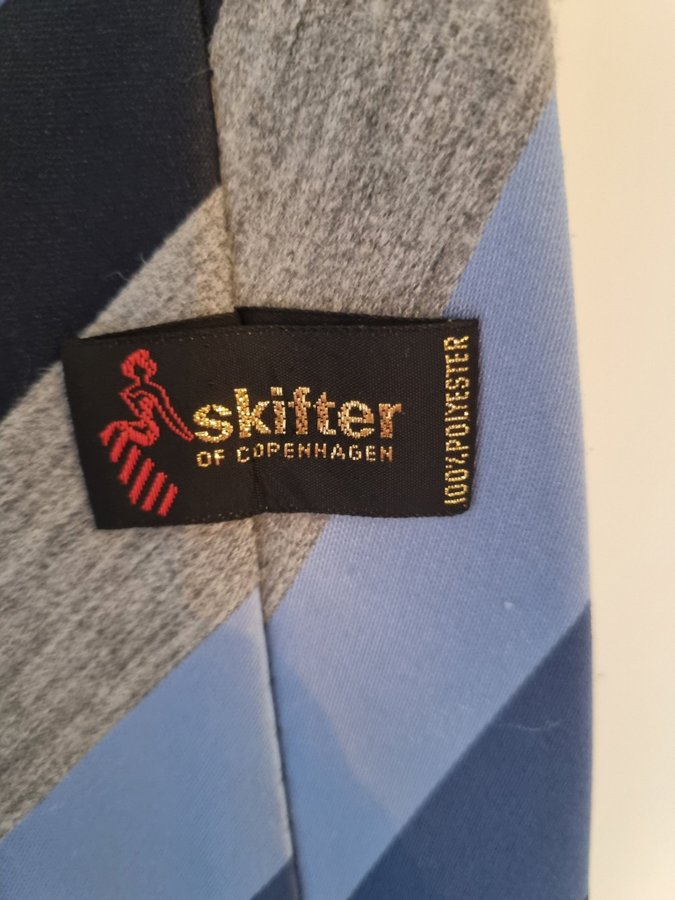 skifter
OF COPENHAGEN
100% POLYESTER